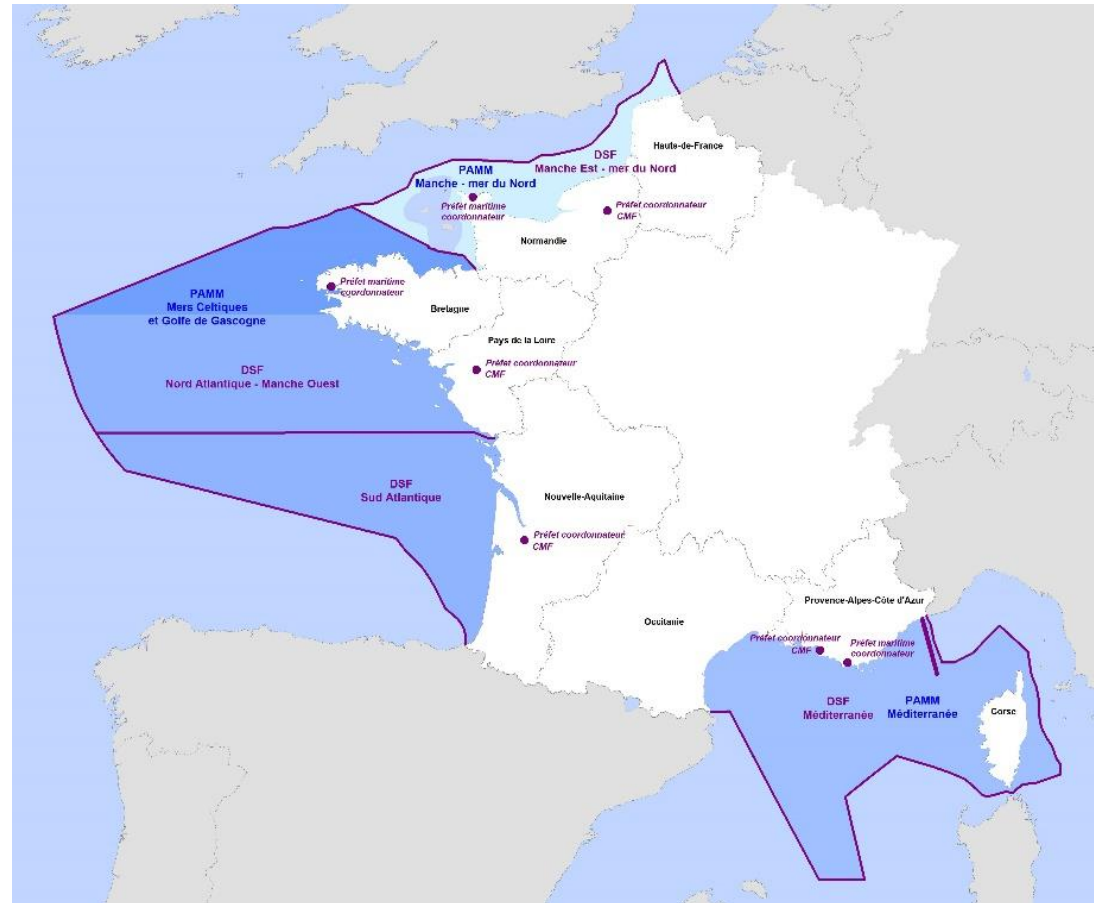 Haute-de-France
DSF
Manche Est - mer du Nord
PAMM
Manche - mer du Nord
Préfet maritime
coordonnateur
Préfet coordonnateur
CMF
Normandie
Préfet maritime
coordonnateur
PAMM
Mers Celtiques
et Golfe de Gascogne
Bretagne
Pays de la Loire
Préfet coordonnateur
CMF
DSF
Nord Atlantique - Manche Ouest
DSF
Sud Atlantique
Nouvelle-Aquitaine
Préfet coordonnateur
CMF
Provence-Alpes-Côte d'Azur
Occitanie
Préfet coordonnateur
CMF
Préfet maritime
coordonnateur
DSF
Méditerranée
PAMM
Méditerranée
Corse